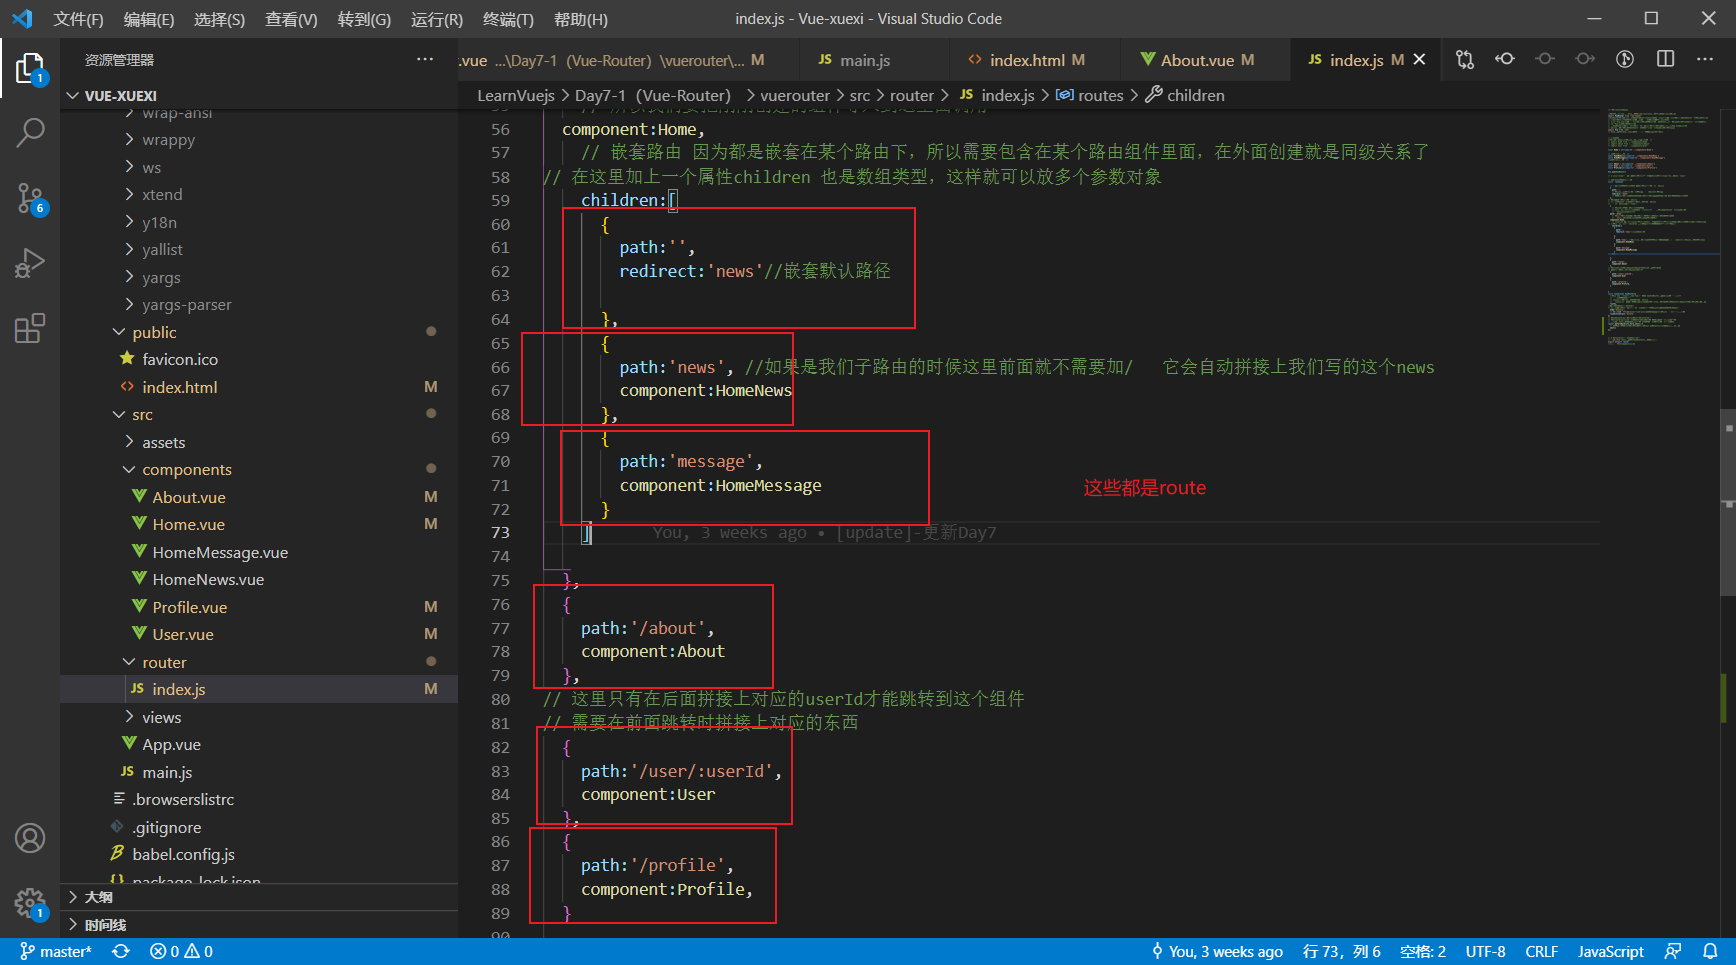 文件(F) 编辑(E) 选择(S) 查看(V) 转到(G) 运行(R) 终端(T) 帮助(H) index.js - Vue-xuexi - Visual Studio Code
资源管理器 ···
VUE-XUEXI
wrap-ansi
wrappy
ws
xtend
y18n
yallist
yargs
yargs-parser
public
favicon.ico
index.html M
src
assets
components
About.vue M
Home.vue M
HomeMessage.vue
HomeNews.vue
Profile.vue M
User.vue M
router
index.js M
views
App.vue
main.js
.browserslistrc
.gitignore
babel.config.js
package-lock.json
大纲
时间线
.vue ...\Day7-1（Vue-Router）\vuerouter\... M JS main.js index.html M About.vue M JS index.js M
LearnVuejs > Day7-1（Vue-Router） > vuerouter > src > router > JS index.js > routes > children
56 component:Home,
57 // 嵌套路由 因为都是嵌套在某个路由下，所以需要包含在某个路由组件里面，在外面创建就是同级关系了
58 // 在这里加上一个属性children 也是数组类型，这样就可以放多个参数对象
59 children:[
60 {
61 path:'',
62 redirect:'news'//嵌套默认路径
63
64 },
65 {
66 path:'news', //如果是我们子路由的时候这里前面就不需要加/ 它会自动拼接上我们写的这个news
67 component:HomeNews
68 },
69 {
70 path:'message',
71 component:HomeMessage
72 }
73 ] You, 3 weeks ago • [update]-更新Day7
74
75 },
76 {
77 path:'/about',
78 component:About
79 },
80 // 这里只有在后面拼接上对应的userId才能跳转到这个组件
81 // 需要在前面跳转时拼接上对应的东西
82 {
83 path:'/user/:userId',
84 component:User
85 },
86 {
87 path:'/profile',
88 component:Profile,
89 }
90
这些都是route
1
6
1
master* 0 0 You, 3 weeks ago 行 73，列 6 空格: 2 UTF-8 CRLF JavaScript